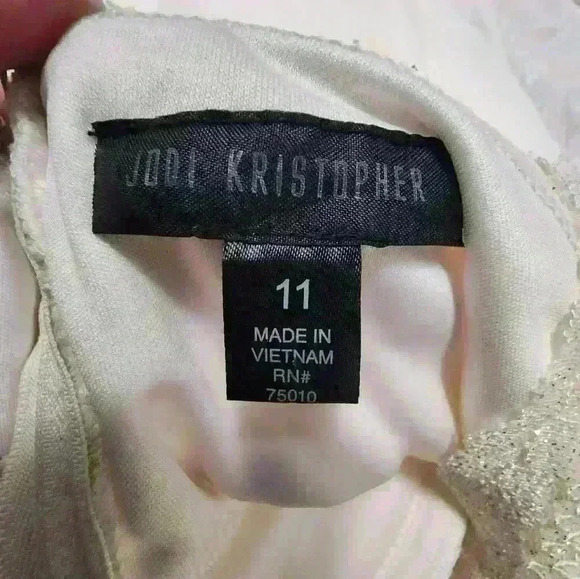 JODI KRISTOPHER
11
MADE IN
VIETNAM
RN#
75010